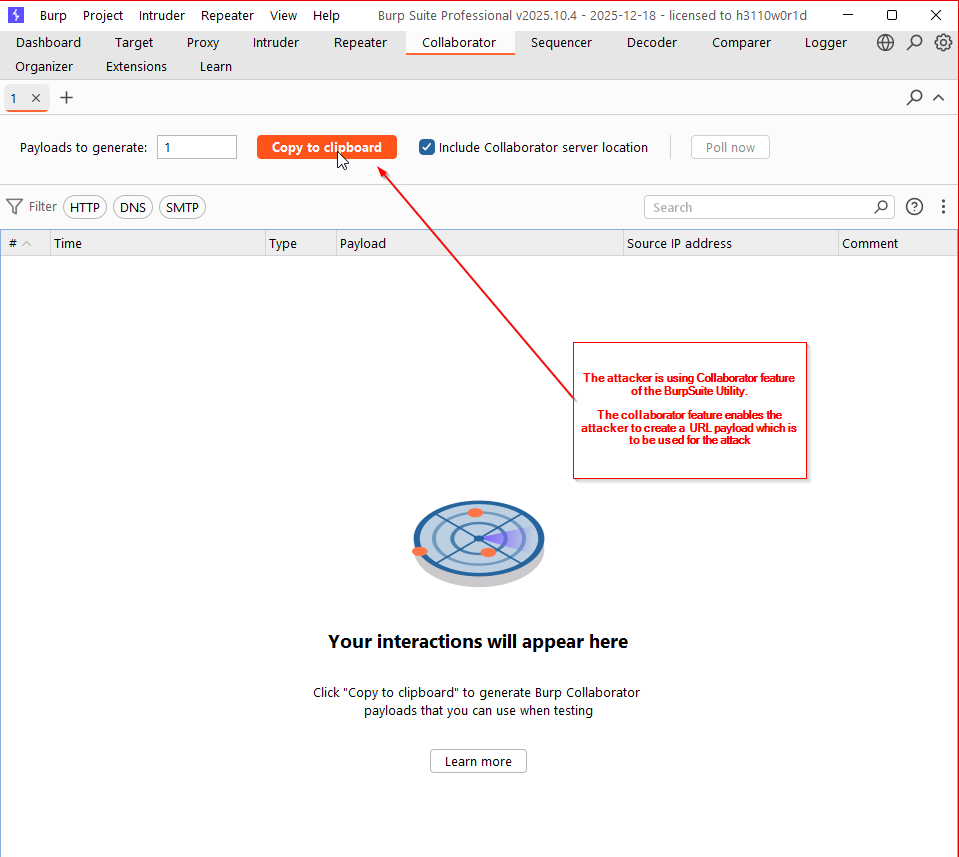 Burp Project Intruder Repeater View Help Burp Suite Professional v2025.10.4 - 2025-12-18 - licensed to h3110w0r1d
Dashboard Target Proxy Intruder Repeater Collaborator Sequencer Decoder Comparer Logger
Organizer Extensions Learn
1
Payloads to generate: 1 Copy to clipboard Include Collaborator server location Poll now
Filter HTTP DNS SMTP Search
# Time Type Payload Source IP address Comment
The attacker is using Collaborator feature
of the BurpSuite Utility.
The collaborator feature enables the
attacker to create a URL payload which is
to be used for the attack
Your interactions will appear here
Click "Copy to clipboard" to generate Burp Collaborator
payloads that you can use when testing
Learn more